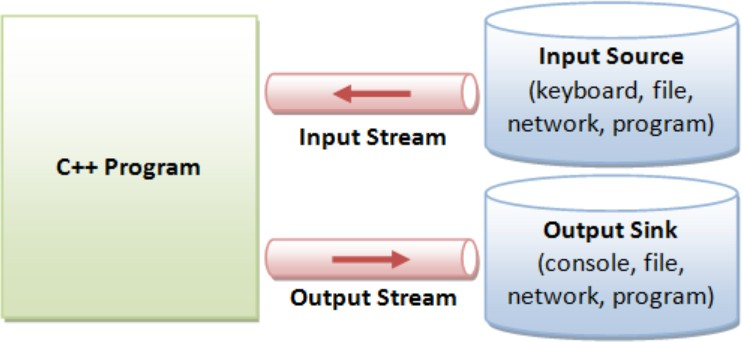 C++ Program
Input Stream
Input Source
(keyboard, file,
network, program)
Output Stream
Output Sink
(console, file,
network, program)